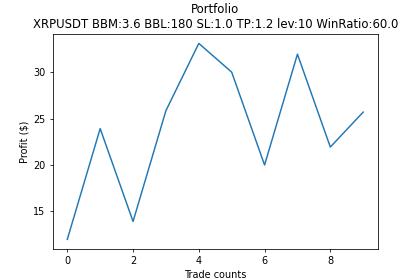 Portfolio
XRPUSDT BBM:3.6 BBL:180 SL:1.0 TP:1.2 lev:10 WinRatio:60.0
30
25
20
15
Profit ($)
0
2
4
6
8
Trade counts